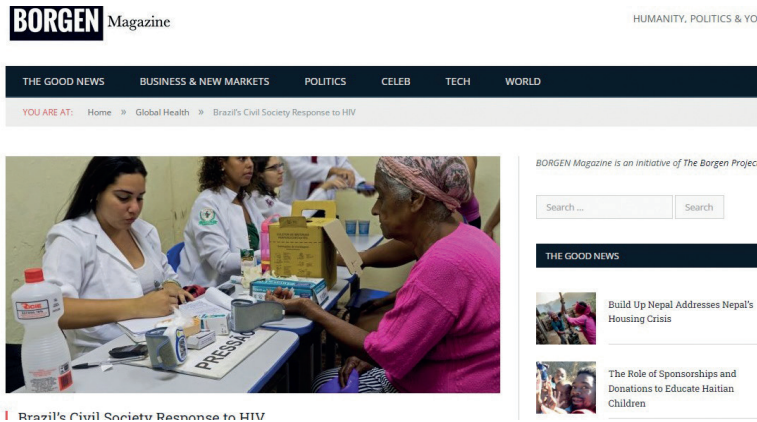 BORGEN Magazine
HUMANITY, POLITICS & YO
THE GOOD NEWS BUSINESS & NEW MARKETS POLITICS CELEB TECH WORLD
YOU ARE AT: Home » Global Health » Brazil's Civil Society Response to HIV
PRESSÃO
Brazil's Civil Society Response to HIV
BORGEN Magazine is an initiative of The Borgen Projec
Search ...
Search
THE GOOD NEWS
Build Up Nepal Addresses Nepal's
Housing Crisis
The Role of Sponsorships and
Donations to Educate Haitian
Children